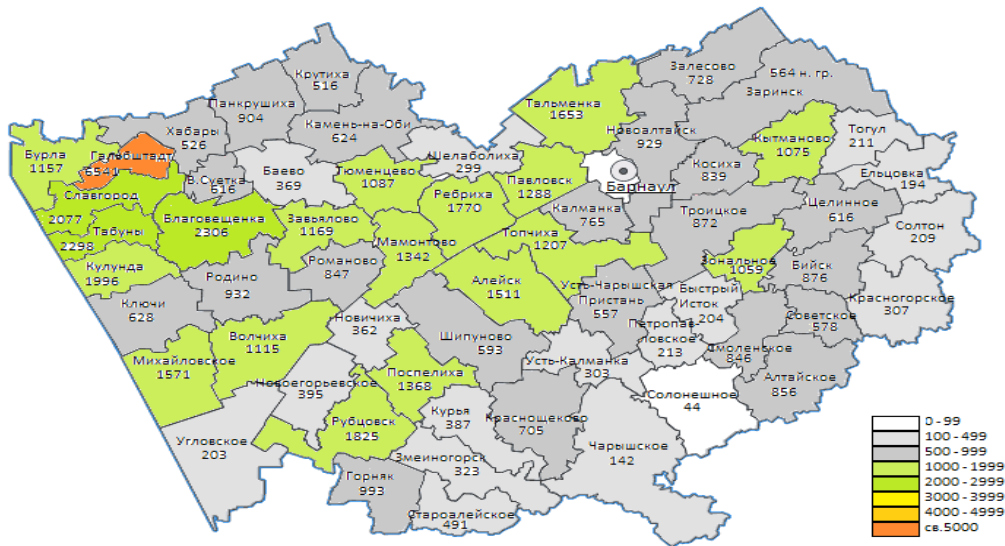 Крутиха
516
Панкрушиха
904
Камень-на-Оби
624
Хабары
526
Бурла
1157
Гальбштадт
6541
Славгород
2077
В.Суетка
616
Баево
369
Тюменцево
1087
Шелаболиха
299
Тальменка
1653
Залесово
728
564 н. гр.
Заринск
Новоалтайск
929
Кытманово
1075
Тогул
211
Ельцовка
194
Косиха
839
Барнаул
Павловск
1288
Ребриха
1770
Калманка
765
Троицкое
872
Целинное
616
Солтон
209
Табуны
2298
Благовещенка
2306
Завьялово
1169
Мамонтово
1342
Топчиха
1207
Кулунда
1996
Романово
847
Родино
932
Ключи
628
Алейск
1511
Усть-Чарышская
Пристань
557
Быстрый
Исток
204
Зональное
1059
Бийск
876
Красногорское
307
Советское
578
Смоленское
846
Алтайское
856
Петропав-
ловское
213
Новичиха
362
Шипуново
593
Усть-Калманка
303
Солонешное
44
Волчиха
1115
Михайловское
1571
Поспелиха
1368
Новоегорьевское
395
Рубцовск
1825
Курья
387
Краснощеково
705
Чарышское
142
Угловское
203
Змеиногорск
323
Горняк
993
Староалейское
491
0 - 99
100 - 499
500 - 999
1000 - 1999
2000 - 2999
3000 - 3999
4000 - 4999
св.5000